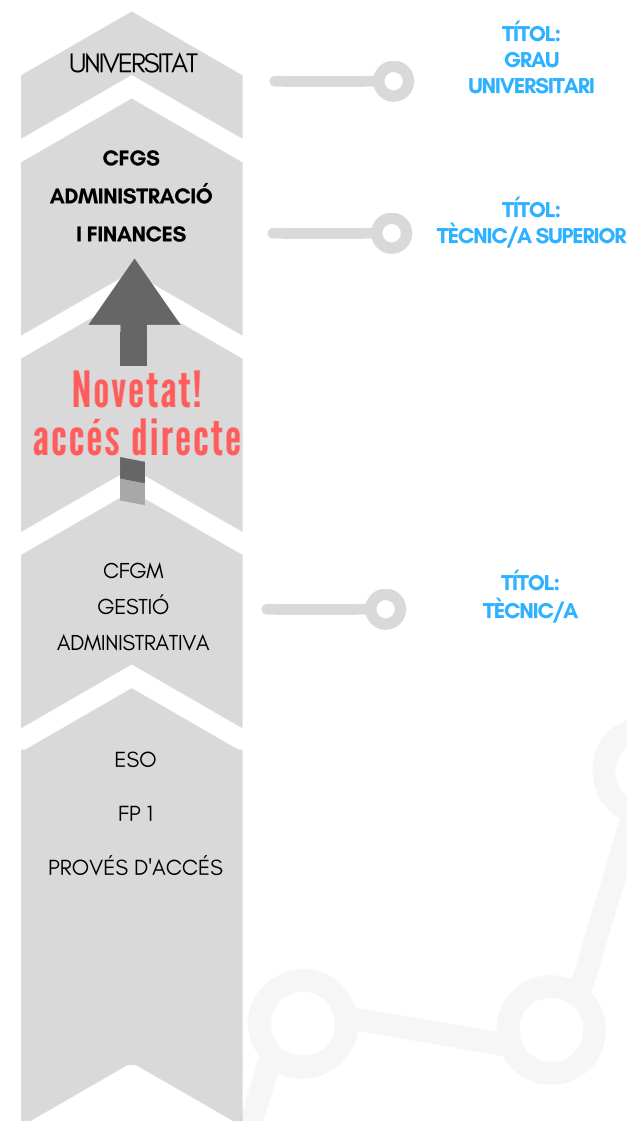 UNIVERSITAT
TÍTOL:
GRAU
UNIVERSITARI
CFGS
ADMINISTRACIÓ
I FINANCES
TÍTOL:
TÈCNIC/A SUPERIOR
Novetat!
accés directe
CFGM
GESTIÓ
ADMINISTRATIVA
TÍTOL:
TÈCNIC/A
ESO
FP 1
PROVÉS D'ACCÉS